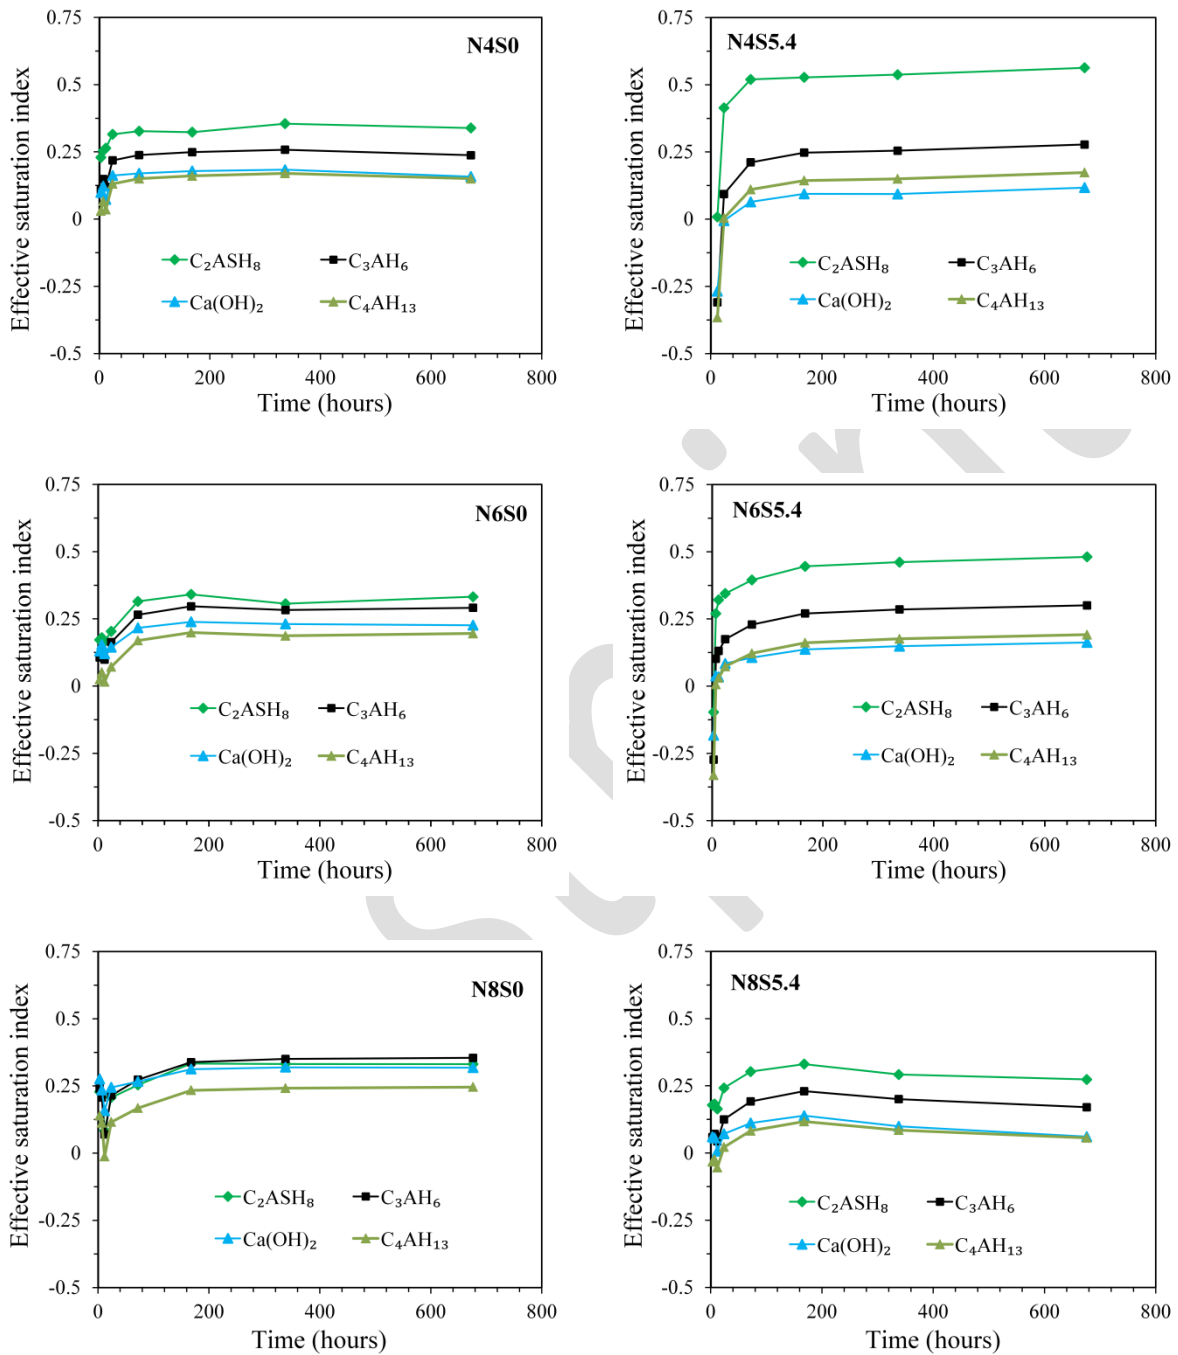 N4S0
Effective saturation index
0.75
0.5
0.25
0
-0.25
-0.5
C₂ASH₈ C₃AH₆
Ca(OH)₂ C₄AH₁₃
0 200 400 600 800
Time (hours)
N4S5.4
Effective saturation index
0.75
0.5
0.25
0
-0.25
-0.5
C₂ASH₈ C₃AH₆
Ca(OH)₂ C₄AH₁₃
0 200 400 600 800
Time (hours)
N6S0
Effective saturation index
0.75
0.5
0.25
0
-0.25
-0.5
C₂ASH₈ C₃AH₆
Ca(OH)₂ C₄AH₁₃
0 200 400 600 800
Time (hours)
N6S5.4
Effective saturation index
0.75
0.5
0.25
0
-0.25
-0.5
C₂ASH₈ C₃AH₆
Ca(OH)₂ C₄AH₁₃
0 200 400 600 800
Time (hours)
N8S0
Effective saturation index
0.75
0.5
0.25
0
-0.25
-0.5
C₂ASH₈ C₃AH₆
Ca(OH)₂ C₄AH₁₃
0 200 400 600 800
Time (hours)
N8S5.4
Effective saturation index
0.75
0.5
0.25
0
-0.25
-0.5
C₂ASH₈ C₃AH₆
Ca(OH)₂ C₄AH₁₃
0 200 400 600 800
Time (hours)